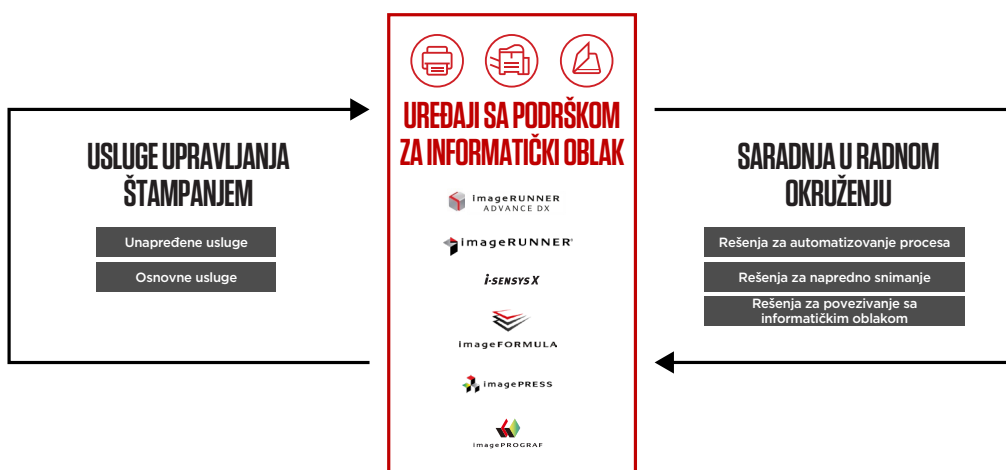 USLUGE UPRAVLJANJA
ŠTAMPANJEM
Unapređene usluge
Osnovne usluge
UREĐAJI SA PODRŠKOM
ZA INFORMATIČKI OBLAK
imageRUNNER
ADVANCE DX
imageRUNNER®
i-SENSYS X
imageFORMULA
imagePRESS
imagePROGRAF
SARADNJA U RADNOM
OKRUŽENJU
Rešenja za automatizovanje procesa
Rešenja za napredno snimanje
Rešenja za povezivanje sa
informatičkim oblakom